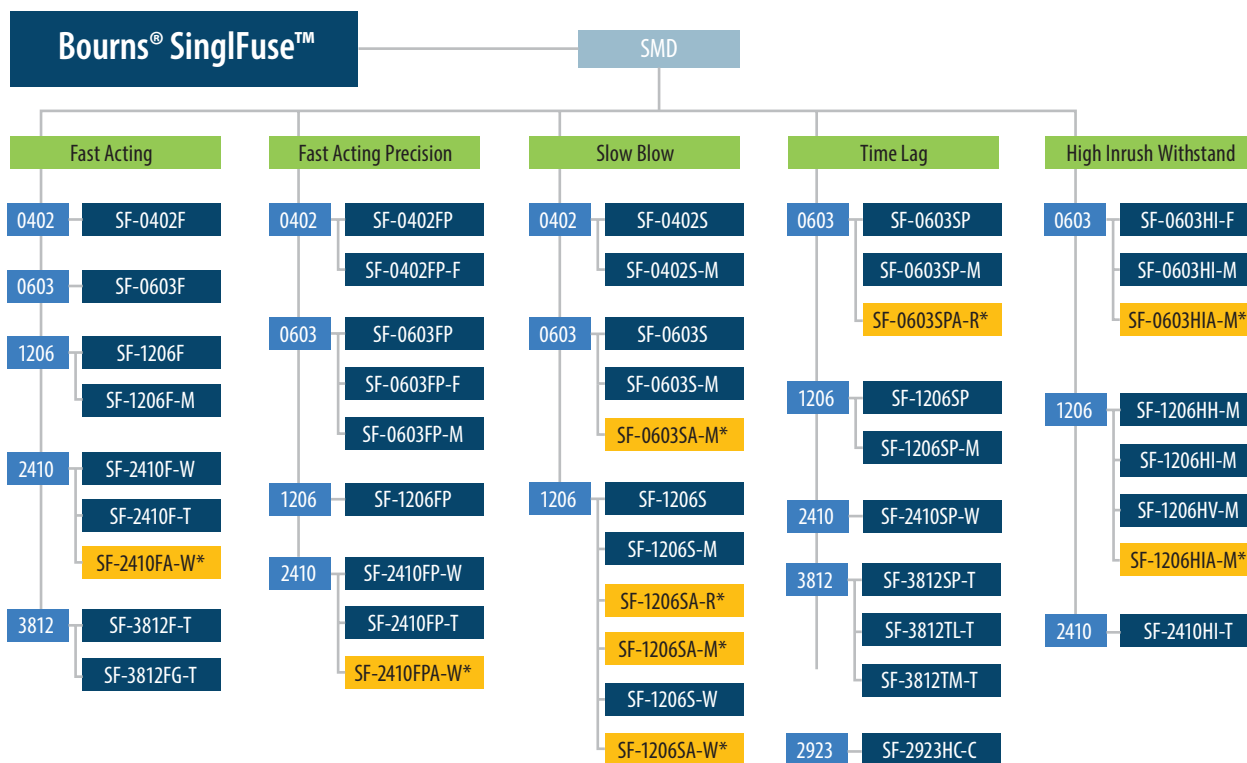 Bourns® SinglFuse™
SMD
Fast Acting
0402
SF-0402F
0603
SF-0603F
1206
SF-1206F
SF-1206F-M
2410
SF-2410F-W
SF-2410F-T
SF-2410FA-W*
3812
SF-3812F-T
SF-3812FG-T
Fast Acting Precision
0402
SF-0402FP
SF-0402FP-F
0603
SF-0603FP
SF-0603FP-F
SF-0603FP-M
1206
SF-1206FP
2410
SF-2410FP-W
SF-2410FP-T
SF-2410FPA-W*
Slow Blow
0402
SF-0402S
SF-0402S-M
0603
SF-0603S
SF-0603S-M
SF-0603SA-M*
1206
SF-1206S
SF-1206S-M
SF-1206SA-R*
SF-1206SA-M*
SF-1206S-W
SF-1206SA-W*
Time Lag
0603
SF-0603SP
SF-0603SP-M
SF-0603SPA-R*
1206
SF-1206SP
SF-1206SP-M
2410
SF-2410SP-W
3812
SF-3812SP-T
SF-3812TL-T
SF-3812TM-T
2923
SF-2923HC-C
High Inrush Withstand
0603
SF-0603HI-F
SF-0603HI-M
SF-0603HIA-M*
1206
SF-1206HH-M
SF-1206HI-M
SF-1206HV-M
SF-1206HIA-M*
2410
SF-2410HI-T